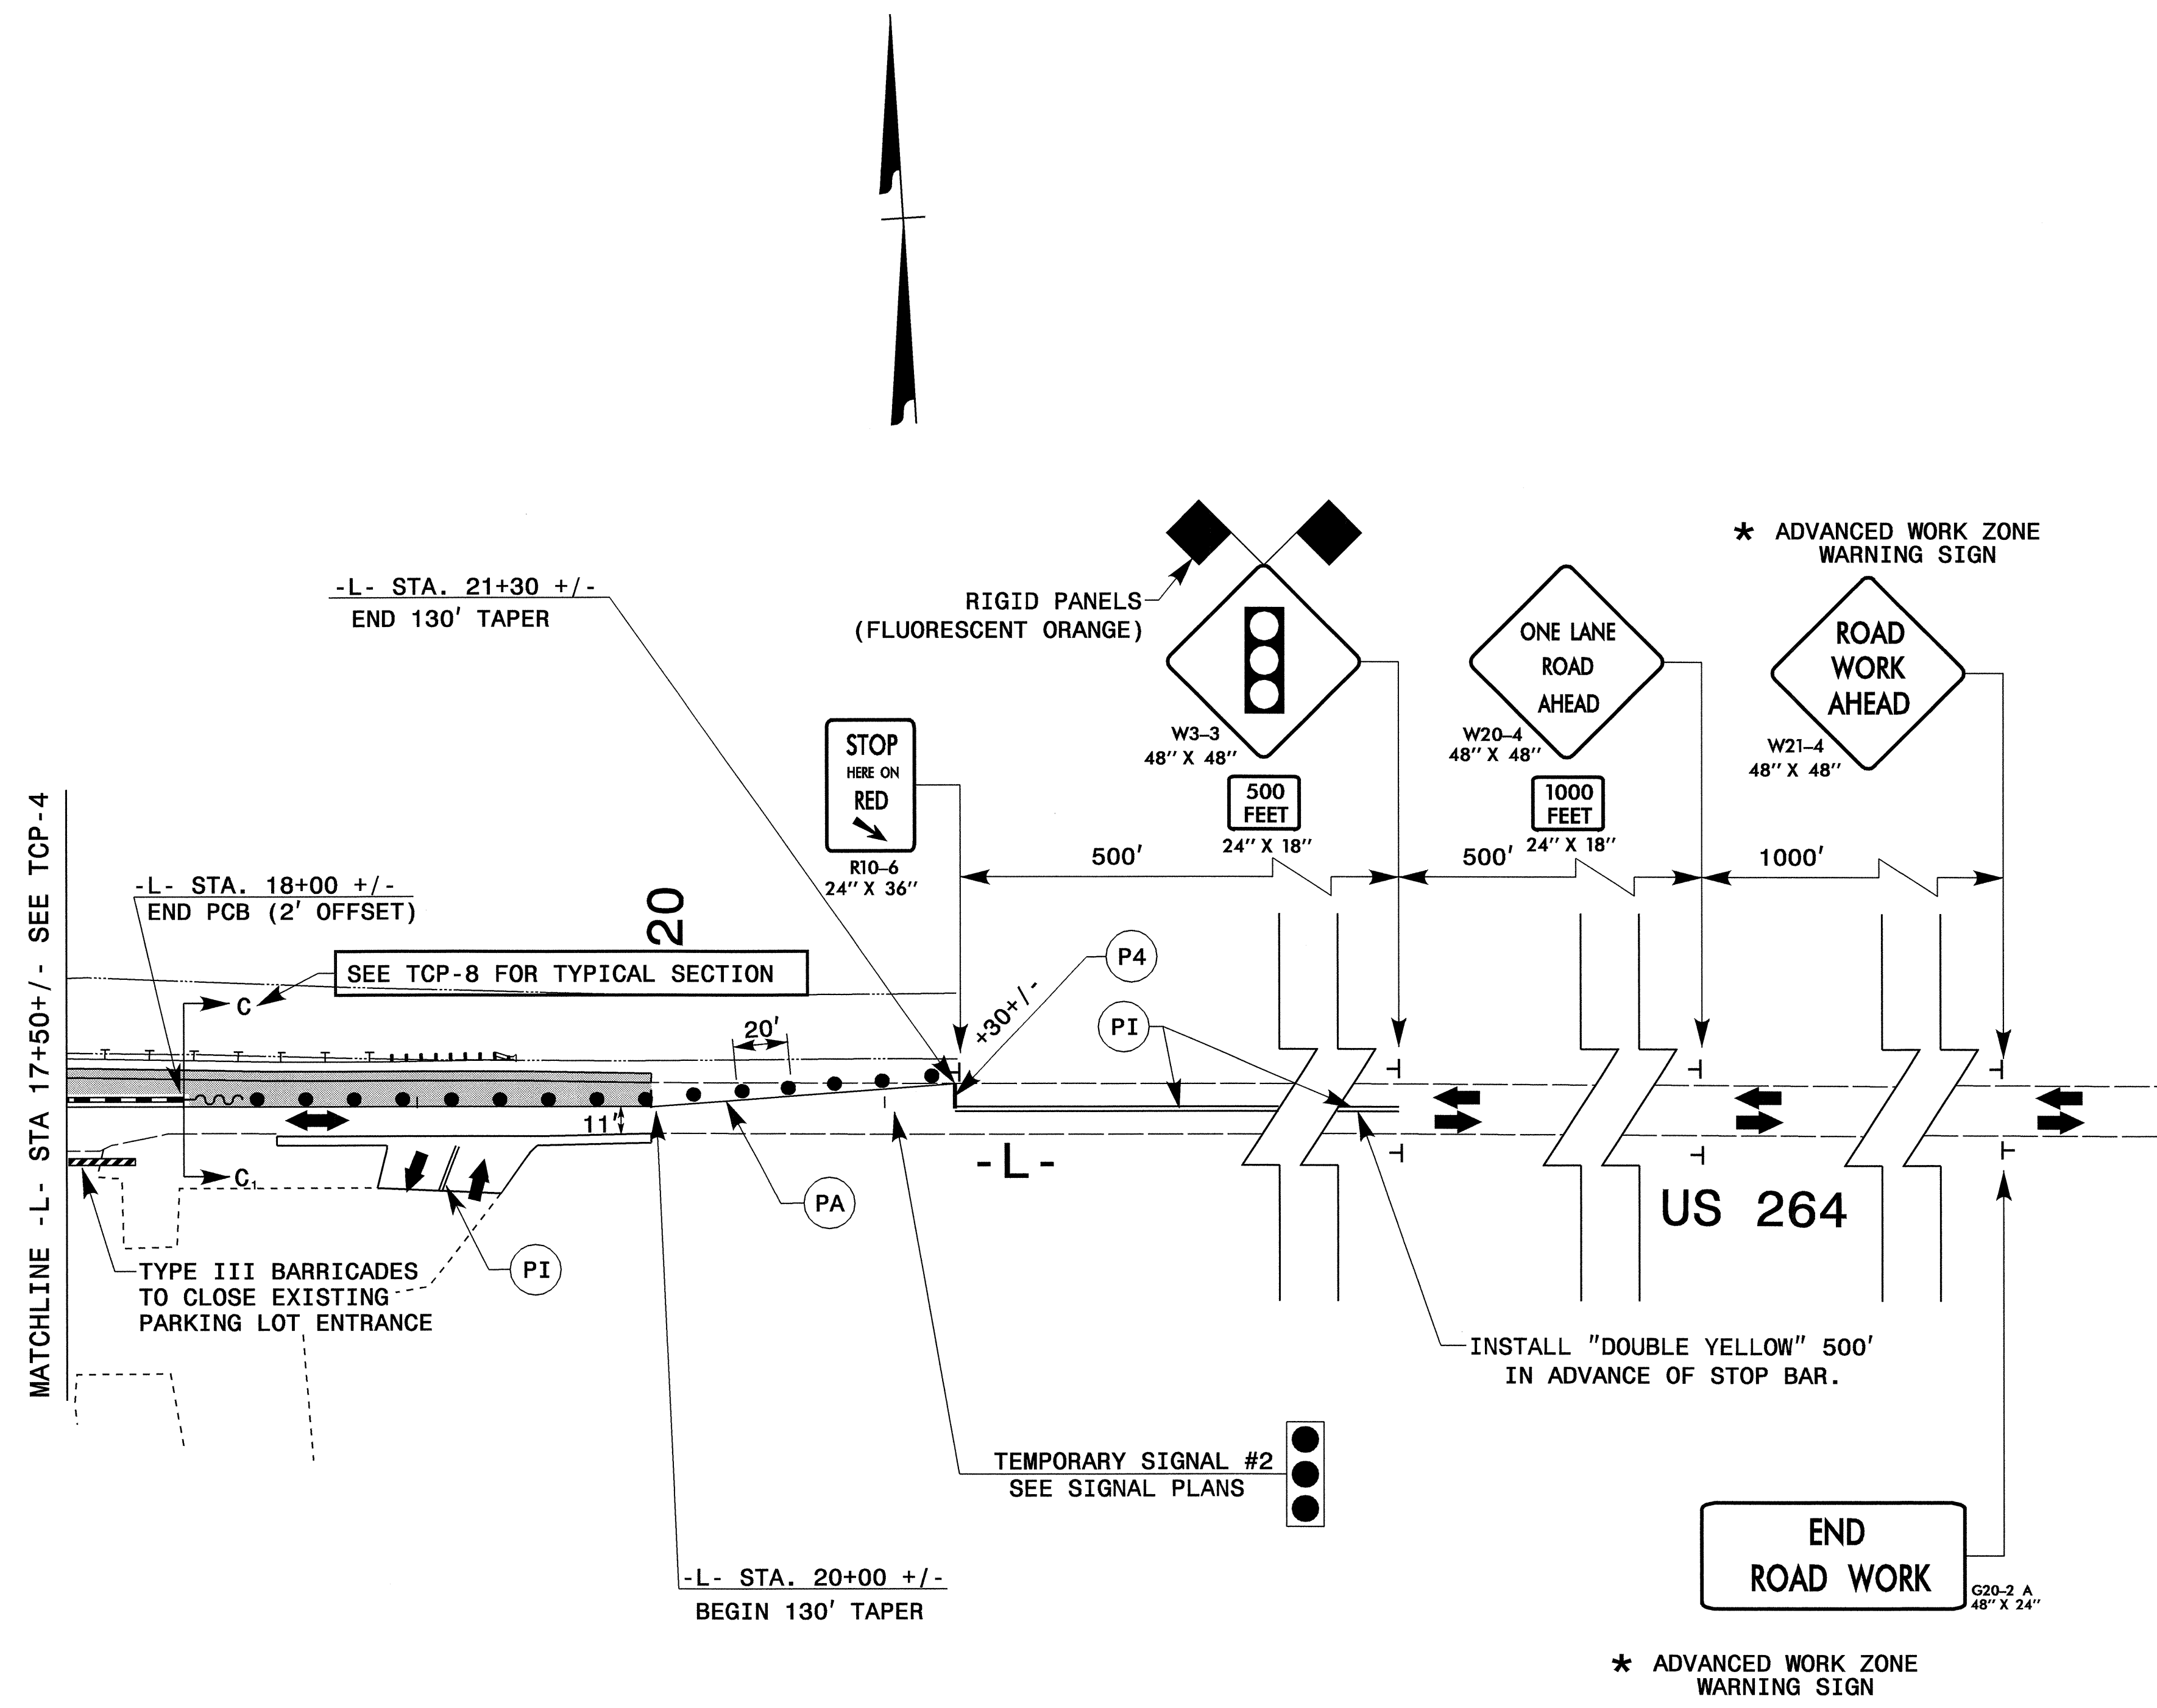 * ADVANCED WORK ZONE
WARNING SIGN
-L- STA. 21+30 +/-
END 130' TAPER
RIGID PANELS
(FLUORESCENT ORANGE)
W3-3
48" X 48"
500
FEET
24" X 18"
ONE LANE
ROAD
AHEAD
W20-4
48" X 48"
1000
FEET
24" X 18"
ROAD
WORK
AHEAD
W21-4
48" X 48"
STOP
HERE ON
RED
R10-6
24" X 36"
500'
500'
1000'
MATCHLINE -L- STA 17+50+/- SEE TCP-4
-L- STA. 18+00 +/-
END PCB (2' OFFSET)
20
SEE TCP-8 FOR TYPICAL SECTION
C
P4
+30+/-
PI
20'
11'
C1
-L-
PA
PI
US 264
TYPE III BARRICADES
TO CLOSE EXISTING
PARKING LOT ENTRANCE
INSTALL "DOUBLE YELLOW" 500'
IN ADVANCE OF STOP BAR.
TEMPORARY SIGNAL #2
SEE SIGNAL PLANS
-L- STA. 20+00 +/-
BEGIN 130' TAPER
END
ROAD WORK
G20-2 A
48" X 24"
* ADVANCED WORK ZONE
WARNING SIGN